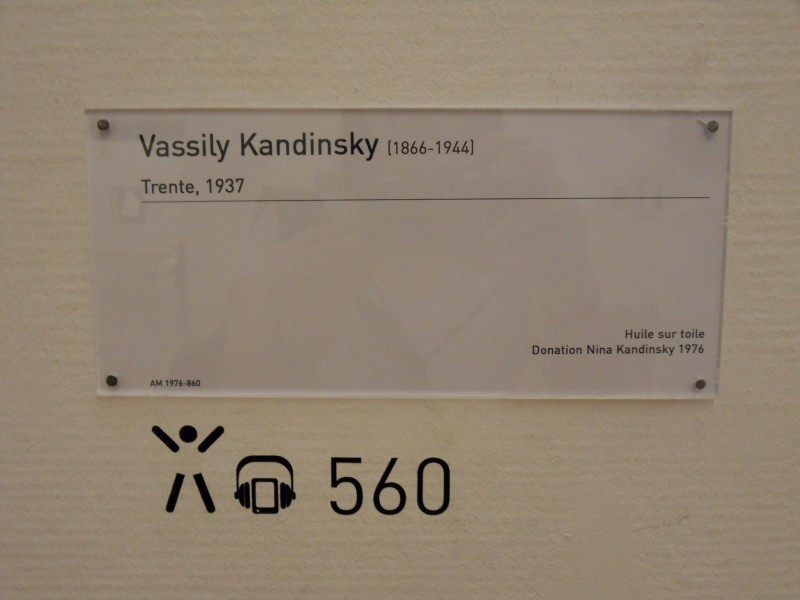 Vassily Kandinsky (1866-1944)
Trente, 1937
Huile sur toile
Donation Nina Kandinsky 1976
AM 1976-860
560